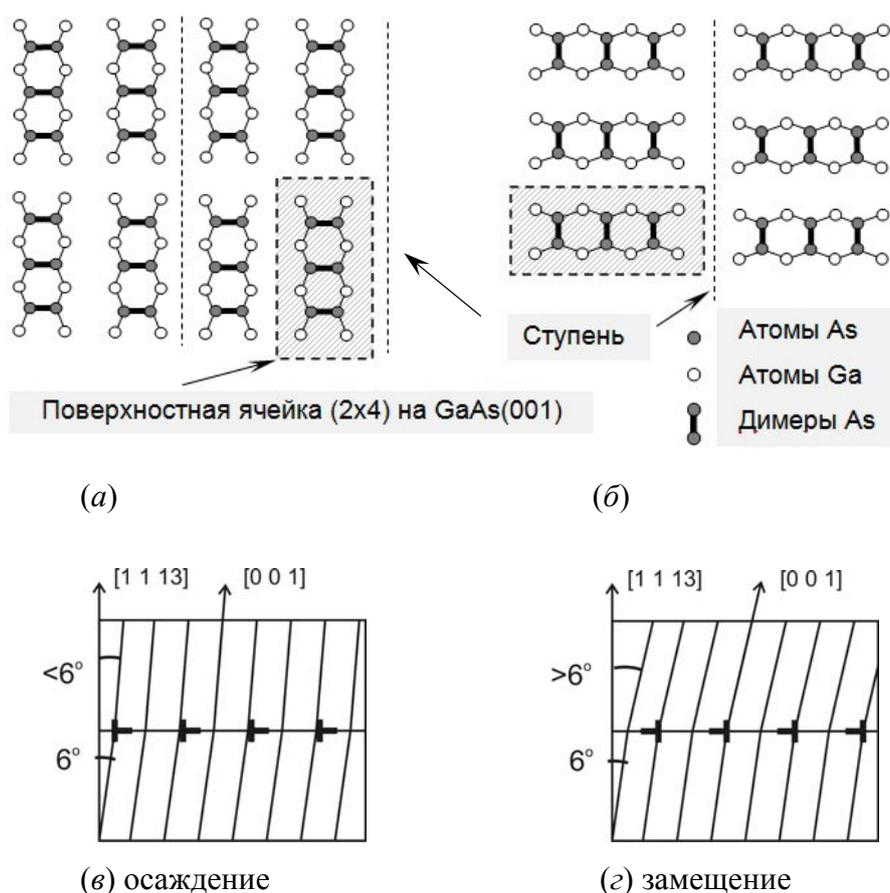 Ступень
Атомы As
Атомы Ga
Димеры As
Поверхностная ячейка (2x4) на GaAs(001)
(а)
(б)
[1 1 13]
[0 0 1]
<6°
6°
[1 1 13]
[0 0 1]
>6°
6°
(в) осаждение
(г) замещение